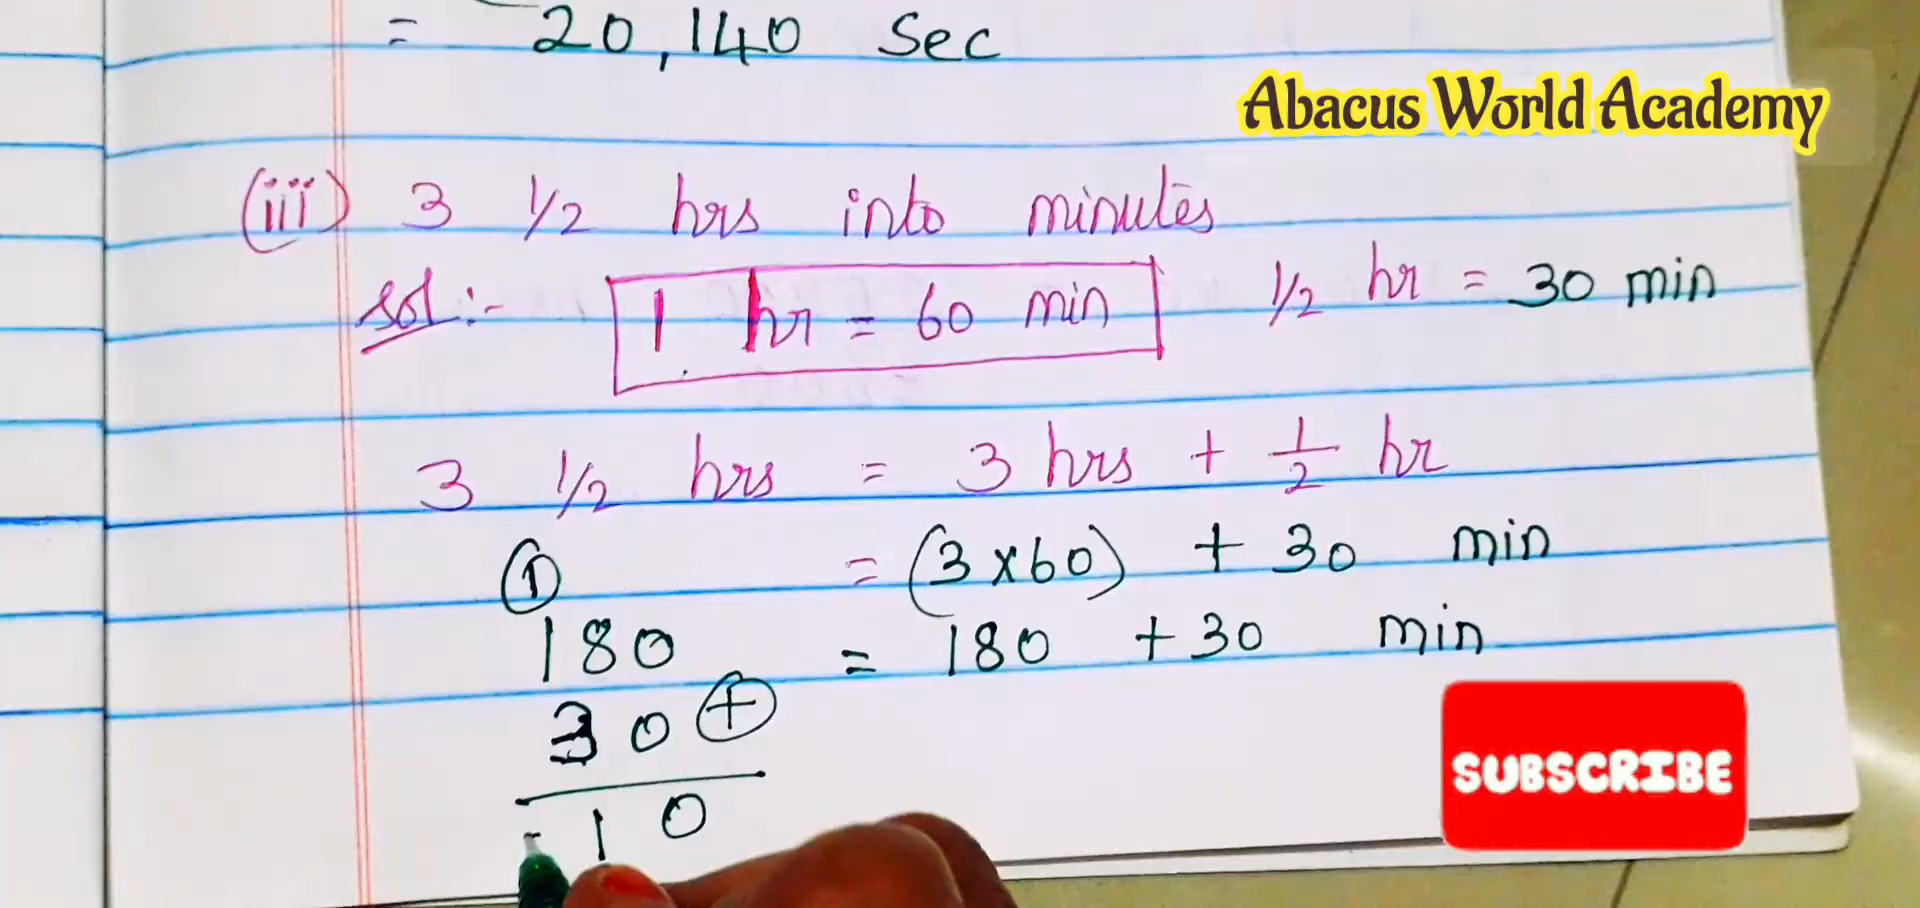 = 20,140 Sec
Abacus World Academy
(iii) 3 1/2 hrs into minutes
Sol:- 1 hr = 60 min 1/2 hr = 30 min
3 1/2 hrs = 3 hrs + 1/2 hr
1 = (3x60) + 30 min
180 = 180 + 30 min
30 +
10
SUBSCRIBE